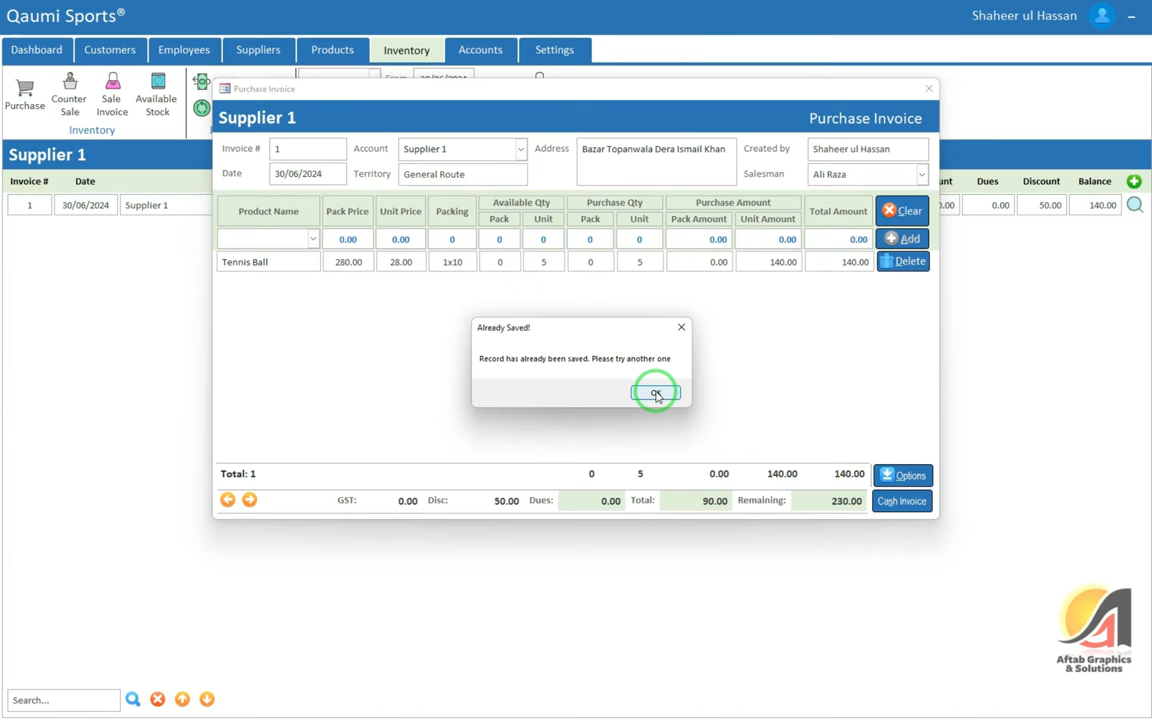 Qaumi Sports®
Shaheer ul Hassan
Dashboard Customers Employees Suppliers Products Inventory Accounts Settings
Purchase
Counter Sale
Sale Invoice
Available Stock
Inventory
From 30/06/2024
Supplier 1
Invoice # Date
Dues Discount Balance
1 30/06/2024 Supplier 1
0.00 50.00 140.00
Purchase Invoice
Supplier 1 Purchase Invoice
Invoice # 1 Account Supplier 1 Address Bazar Topanwala Dera Ismail Khan Created by Shaheer ul Hassan
Date 30/06/2024 Territory General Route Salesman Ali Raza
Product Name Pack Price Unit Price Packing Available Qty Purchase Qty Purchase Amount Total Amount Clear
Pack Unit Pack Unit Pack Amount Unit Amount
0.00 0.00 0 0 0 0 0 0.00 0.00 0.00 Add
Tennis Ball 280.00 28.00 1x10 0 5 0 5 0.00 140.00 140.00 Delete
Already Saved!
Record has already been saved. Please try another one
Total: 1 0 5 0.00 140.00 140.00 Options
GST: 0.00 Disc: 50.00 Dues: 0.00 Total: 90.00 Remaining: 230.00 Cash Invoice
Aftab Graphics
& Solutions
Search...